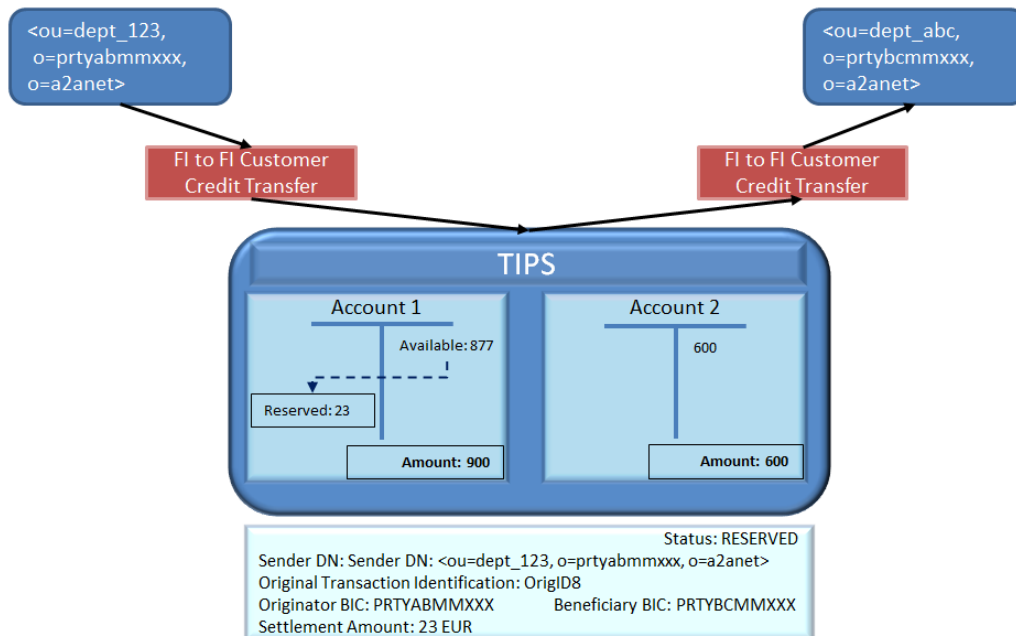 <ou=dept_123,
o=prtyabmmxxx,
o=a2anet>
<ou=dept_abc,
o=prtybcmmxxx,
o=a2anet>
FI to FI Customer
Credit Transfer
FI to FI Customer
Credit Transfer
TIPS
Account 1
Available: 877
Reserved: 23
Amount: 900
Account 2
600
Amount: 600
Status: RESERVED
Sender DN: Sender DN: <ou=dept_123, o=prtyabmmxxx, o=a2anet>
Original Transaction Identification: OrigID8
Originator BIC: PRTYABMMXXX Beneficiary BIC: PRTYBCMMXXX
Settlement Amount: 23 EUR